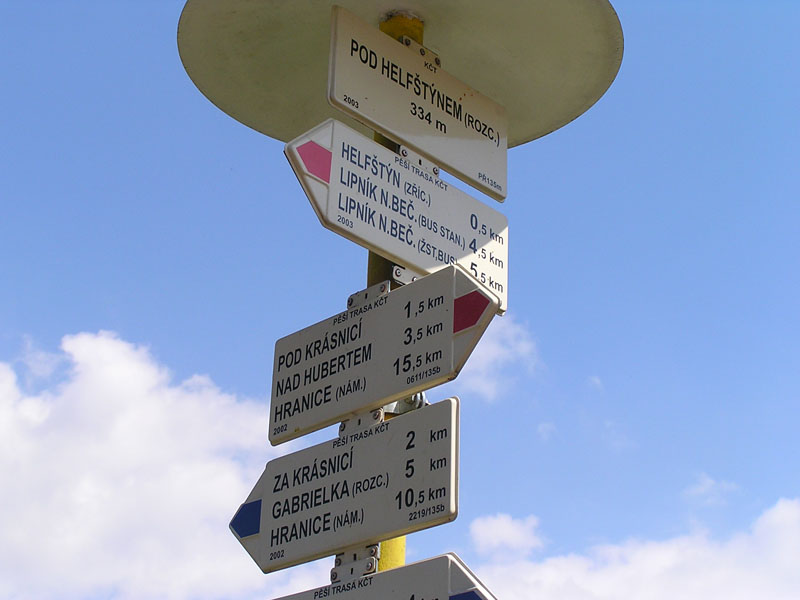 KČT
POD HELFŠTÝNEM (ROZC.)
334 m
2003 PŘ135m
PĚŠÍ TRASA KČT
HELFŠTÝN (ZŘÍC.) 0,5 km
LIPNÍK N.BEČ. (BUS STAN.) 4,5 km
LIPNÍK N.BEČ. (ŽST,BUS) 5,5 km
2003
PĚŠÍ TRASA KČT
POD KRÁSNICÍ 1,5 km
NAD HUBERTEM 3,5 km
HRANICE (NÁM.) 15,5 km
2002 0611/135b
PĚŠÍ TRASA KČT
ZA KRÁSNICÍ 2 km
GABRIELKA (ROZC.) 5 km
HRANICE (NÁM.) 10,5 km
2002 2219/135b
PĚŠÍ TRASA KČT
km